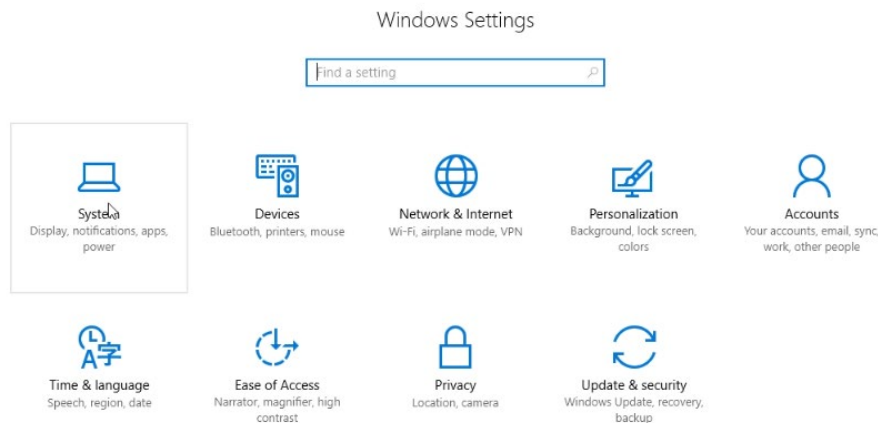 Windows Settings
Find a setting
System
Display, notifications, apps,
power
Devices
Bluetooth, printers, mouse
Network & Internet
Wi-Fi, airplane mode, VPN
Personalization
Background, lock screen,
colors
Accounts
Your accounts, email, sync,
work, other people
A字
Time & language
Speech, region, date
Ease of Access
Narrator, magnifier, high
contrast
Privacy
Location, camera
Update & security
Windows Update, recovery,
backup